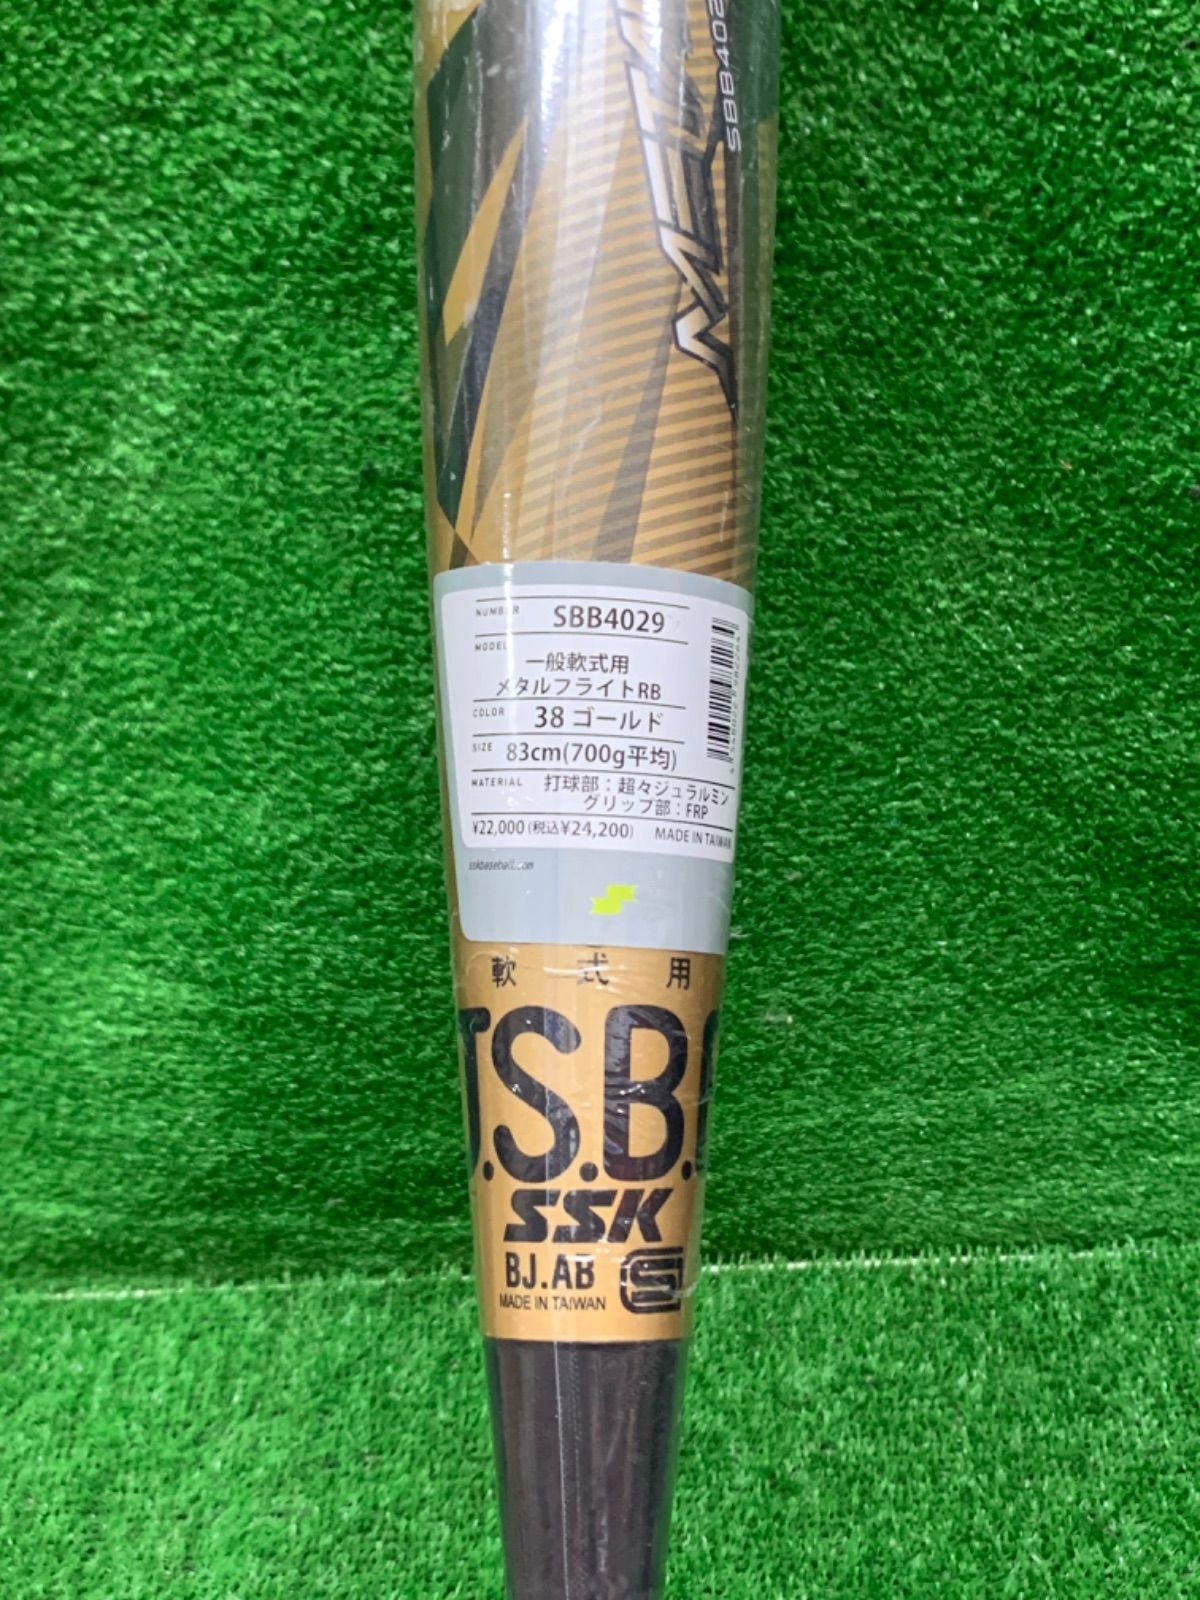 SBB402
NUMBER SBB4029
MODEL
一般軟式用
メタルフライトRB
COLOR 38 ゴールド
SIZE 83cm(700g平均)
MATERIAL 打球部:超々ジュラルミン
グリップ部:FRP
¥22,000 (税込¥24,200) MADE IN TAIWAN
sskbaseball.com
軟式用
J.S.B.
SSK
BJ.AB
MADE IN TAIWAN